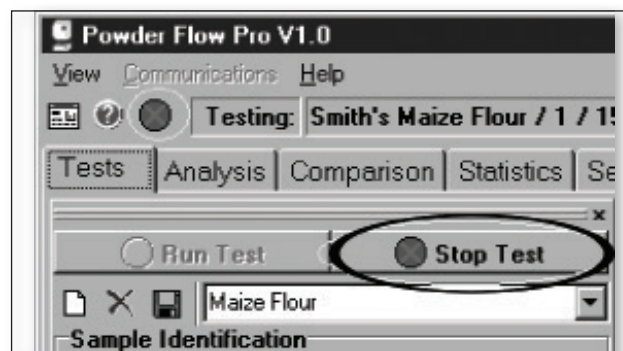 Powder Flow Pro V1.0
View Communications Help
Testing: Smith's Maize Flour / 1 /
Tests Analysis Comparison Statistics
Run Test Stop Test
Maize Flour
Sample Identification